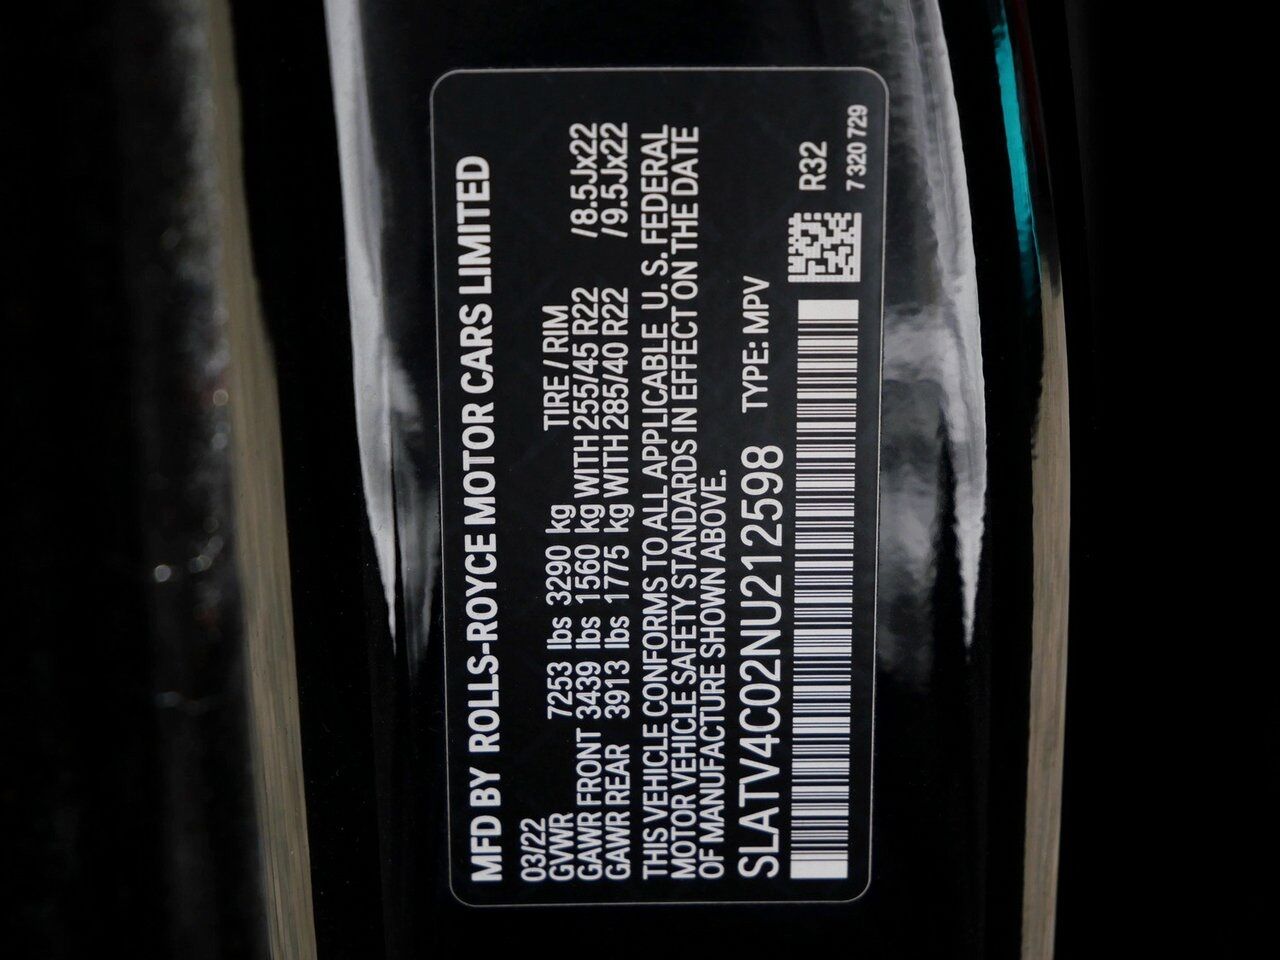 MFD BY ROLLS-ROYCE MOTOR CARS LIMITED
03/22
GVWR 7253 lbs 3290 kg TIRE / RIM
GAWR FRONT 3439 lbs 1560 kg WITH 255/45 R22 /8.5Jx22
GAWR REAR 3913 lbs 1775 kg WITH 285/40 R22 /9.5Jx22
THIS VEHICLE CONFORMS TO ALL APPLICABLE U. S. FEDERAL
MOTOR VEHICLE SAFETY STANDARDS IN EFFECT ON THE DATE
OF MANUFACTURE SHOWN ABOVE.
SLATV4C02NU212598 TYPE: MPV
R32
7 320 729